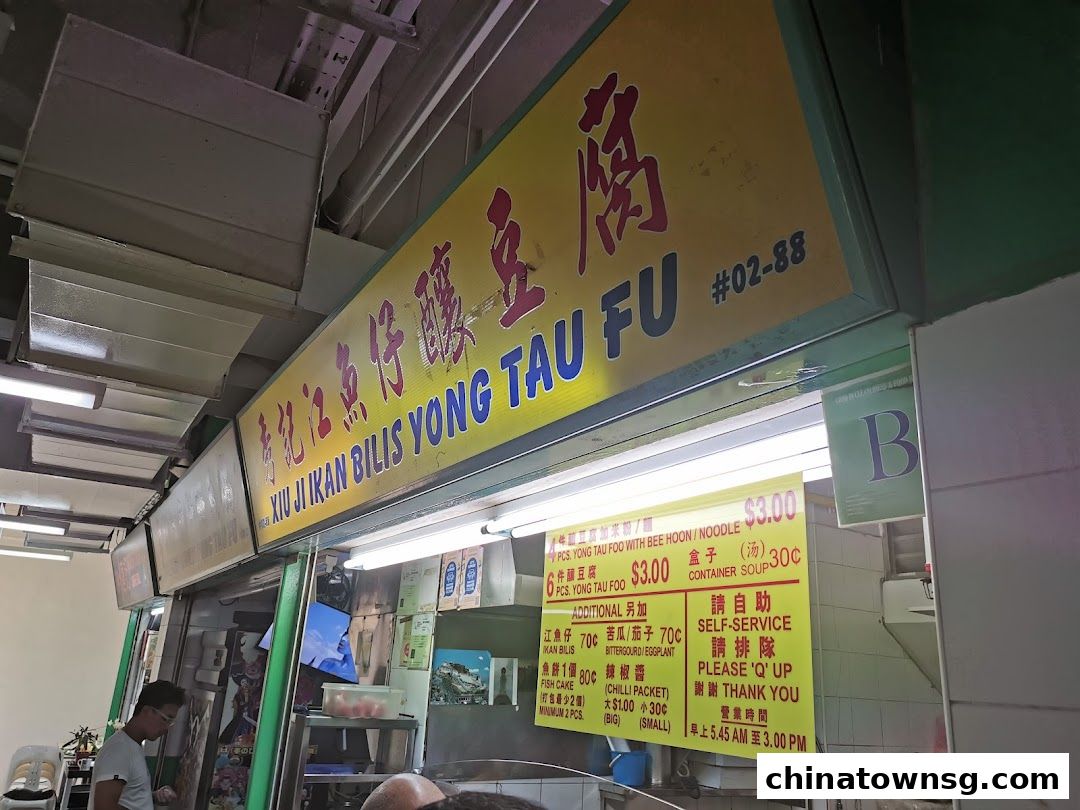 秀記江魚仔釀豆腐
XIU JI IKAN BILIS YONG TAU FU #02-88
B
4 件釀豆腐加米粉/麵
PCS. YONG TAU FOO WITH BEE HOON / NOODLE $3.00
6 件釀豆腐
PCS. YONG TAU FOO $3.00
盒子 (汤)
CONTAINER SOUP 30¢
ADDITIONAL 另加
江魚仔 70¢
IKAN BILIS
苦瓜/茄子 70¢
BITTERGOURD/EGGPLANT
魚餅1個 80¢
FISH CAKE
(打包最少2個)
MINIMUM 2 PCS.
辣椒醬
(CHILLI PACKET)
大$1.00 小30¢
(BIG) (SMALL)
請自助
SELF-SERVICE
請排隊
PLEASE 'Q' UP
謝謝 THANK YOU
營業時間
早上 5.45 AM 至 3.00 PM
chinatownsg.com